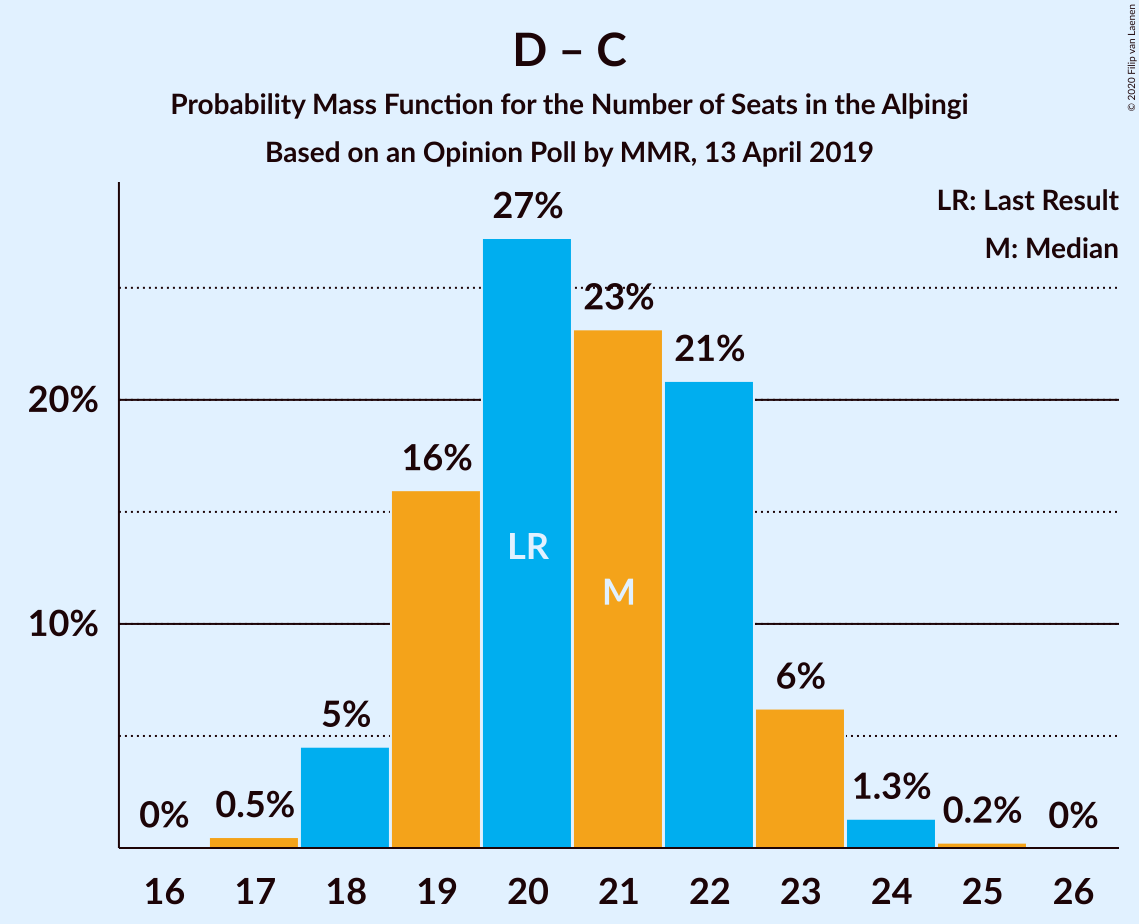 D – C
Probability Mass Function for the Number of Seats in the Alþingi
Based on an Opinion Poll by MMR, 13 April 2019
© 2020 Filip van Laenen
LR: Last Result
M: Median
27%
23%
21%
20%
16%
LR
M
10%
6%
5%
1.3%
0.5%
0.2%
0%
0%
16 17 18 19 20 21 22 23 24 25 26